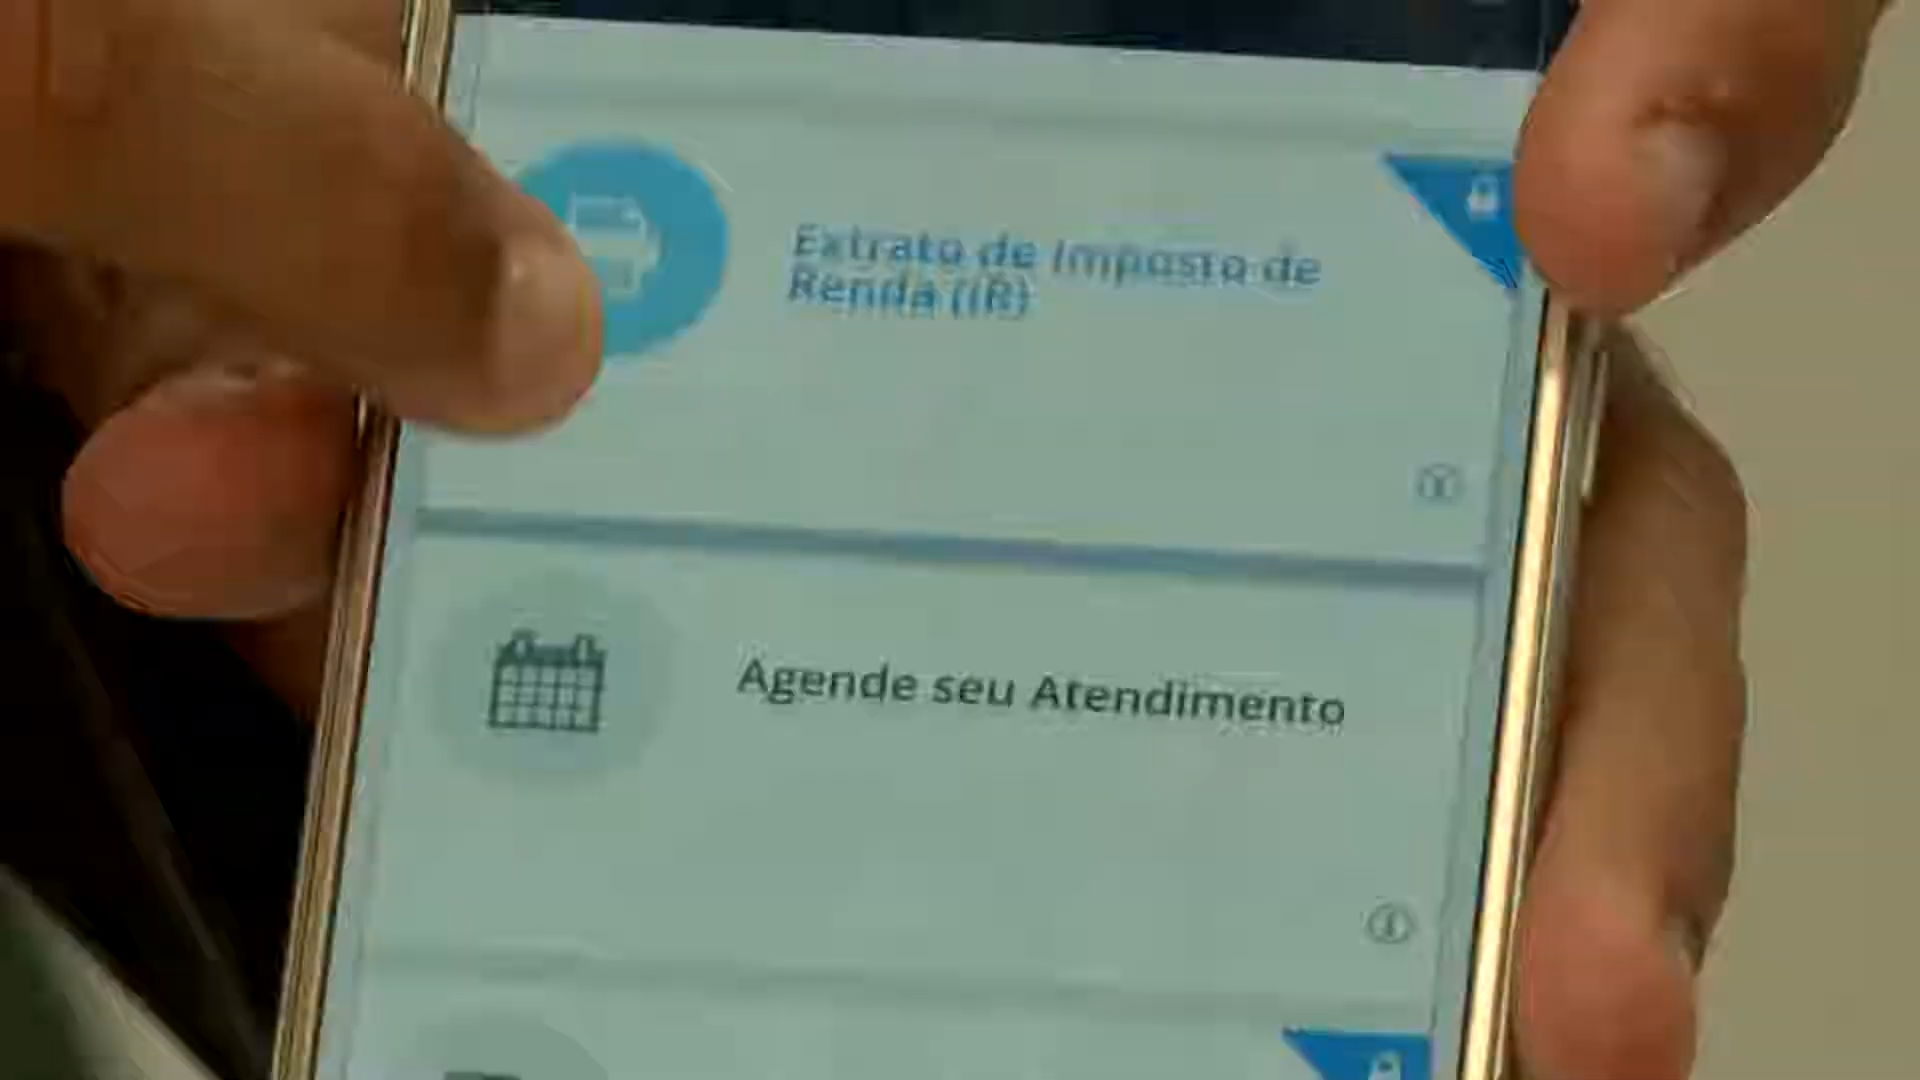 Extrato de Imposto de
Renda (IR)
Agende seu Atendimento